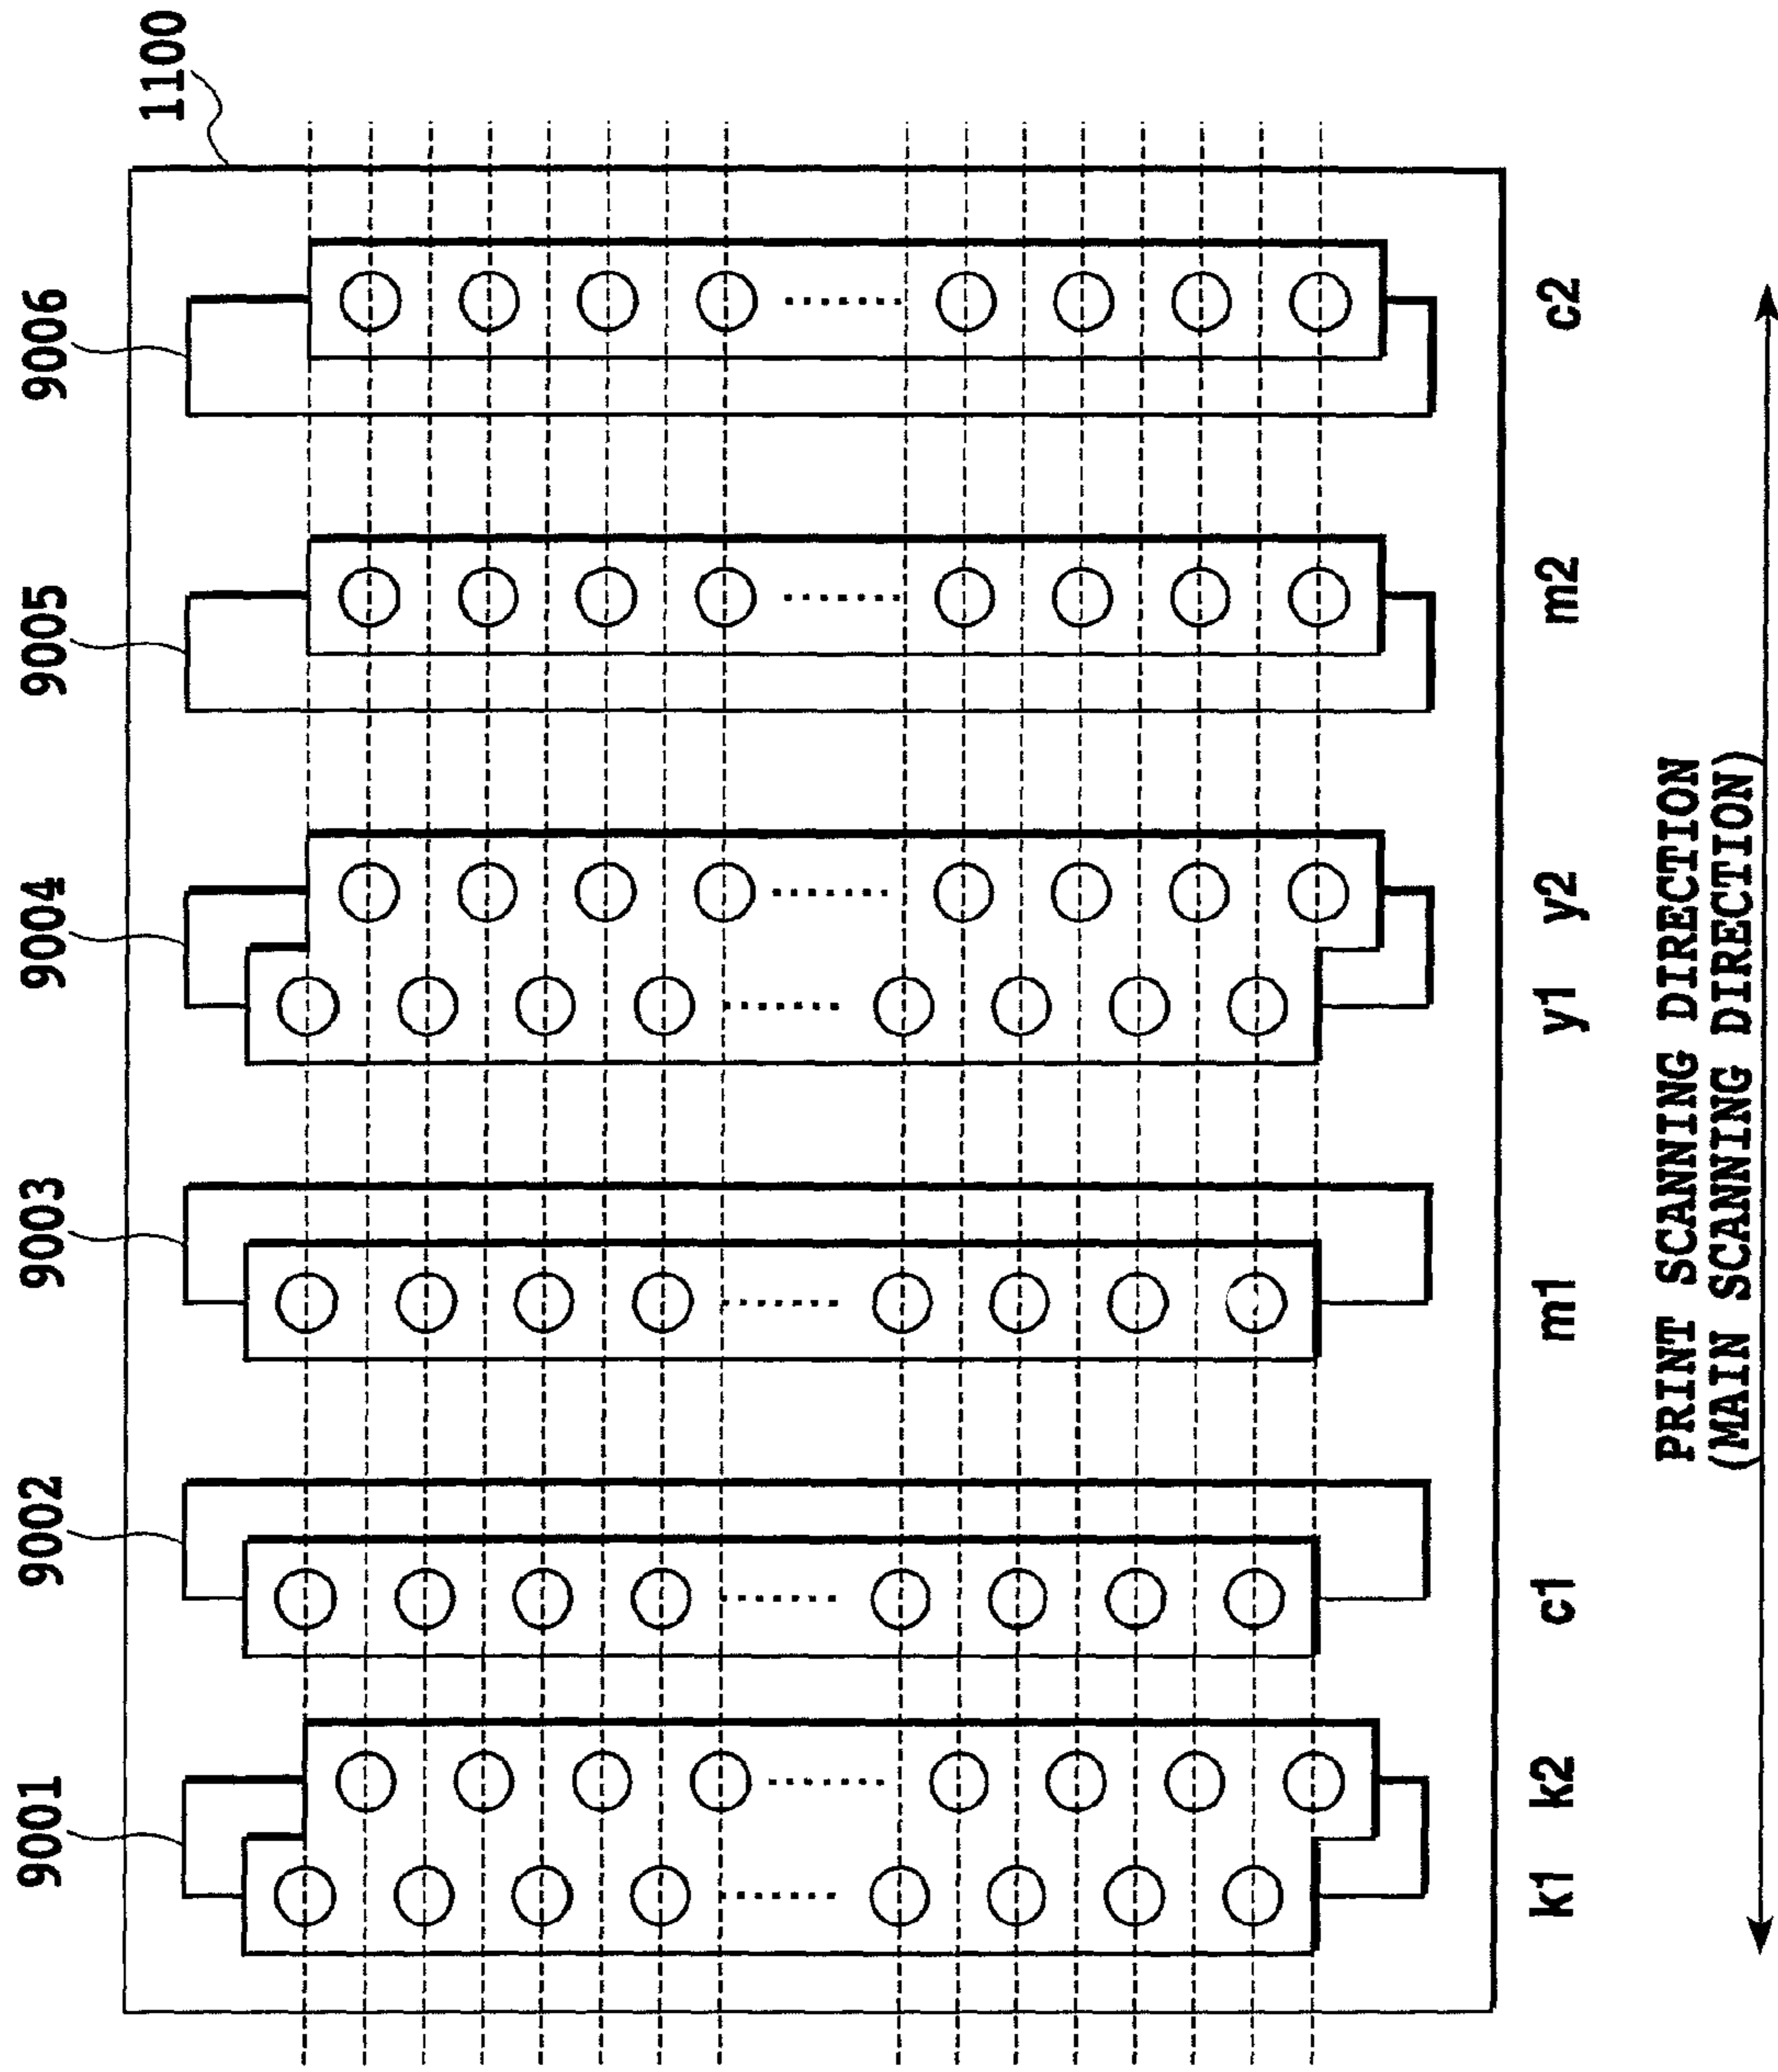 1100
9001
9002
9003
9004
9005
9006
k1 k2
c1
m1
y1 y2
m2
c2
PRINT SCANNING DIRECTION
(MAIN SCANNING DIRECTION)